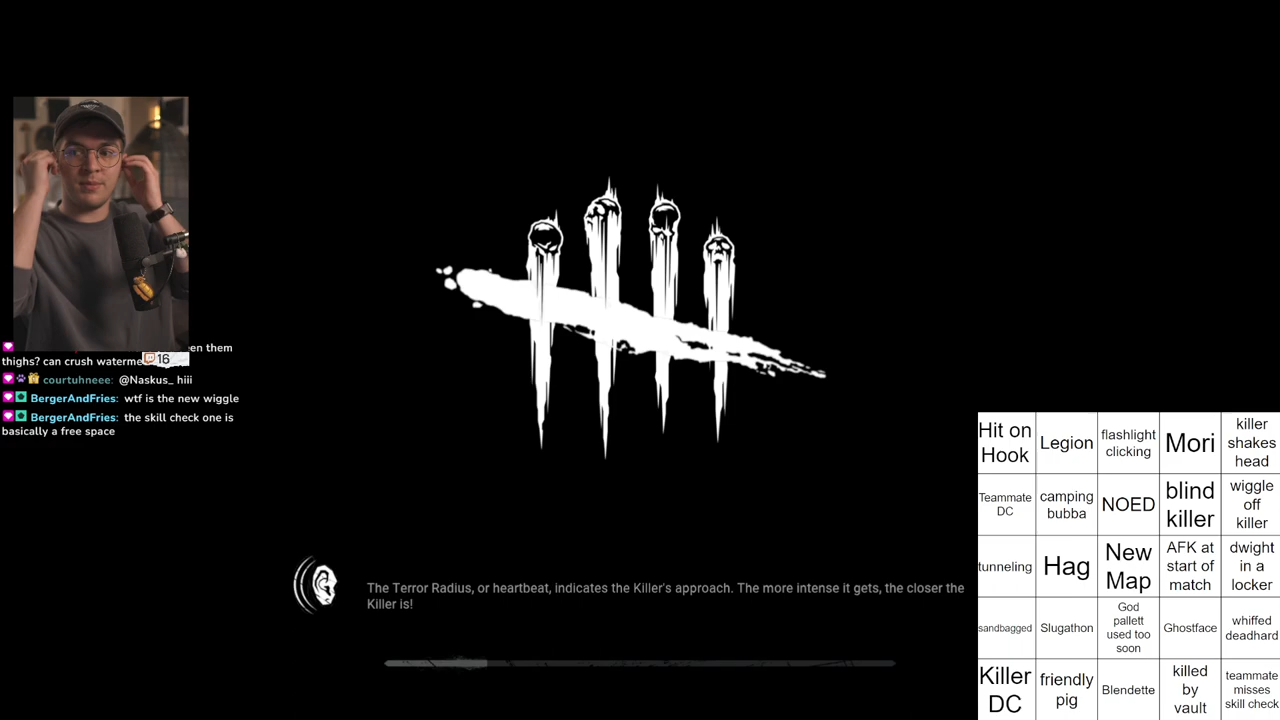 een them
thighs? can crush waterme
16
courtuhneee: @Naskus_ hiii
BergerAndFries: wtf is the new wiggle
BergerAndFries: the skill check one is
basically a free space
The Terror Radius, or heartbeat, indicates the Killer's approach. The more intense it gets, the closer the
Killer is!
Hit on
Hook
Legion
flashlight
clicking
Mori
killer
shakes
head
Teammate
DC
camping
bubba
NOED
blind
killer
wiggle
off
killer
tunneling
Hag
New
Map
AFK at
start of
match
dwight
in a
locker
sandbagged
Slugathon
God
pallett
used too
soon
Ghostface
whiffed
deadhard
Killer
DC
friendly
pig
Blendette
killed
by
vault
teammate
misses
skill check